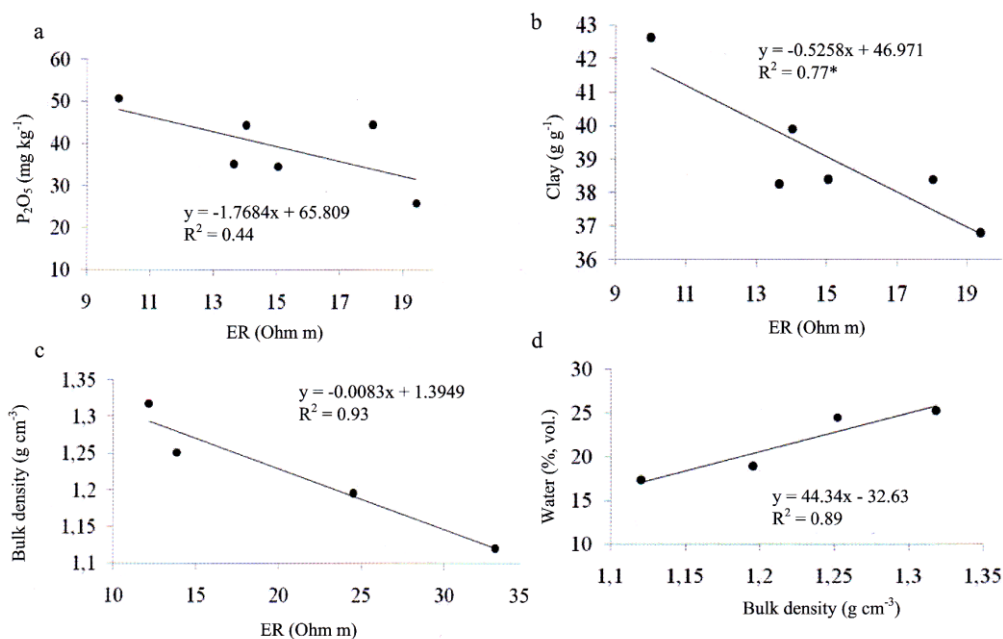 a
60
50
40
30
20
10
P₂O₅ (mg kg⁻¹)
y = -1.7684x + 65.809
R² = 0.44
9 11 13 15 17 19
ER (Ohm m)
b
43
42
41
40
39
38
37
36
Clay (g g⁻¹)
y = -0.5258x + 46.971
R² = 0.77*
9 11 13 15 17 19
ER (Ohm m)
c
1,35
1,3
1,25
1,2
1,15
1,1
Bulk density (g cm⁻³)
y = -0.0083x + 1.3949
R² = 0.93
10 15 20 25 30 35
ER (Ohm m)
d
30
25
20
15
10
Water (%, vol.)
y = 44.34x - 32.63
R² = 0.89
1,1 1,15 1,2 1,25 1,3 1.35
Bulk density (g cm⁻³)